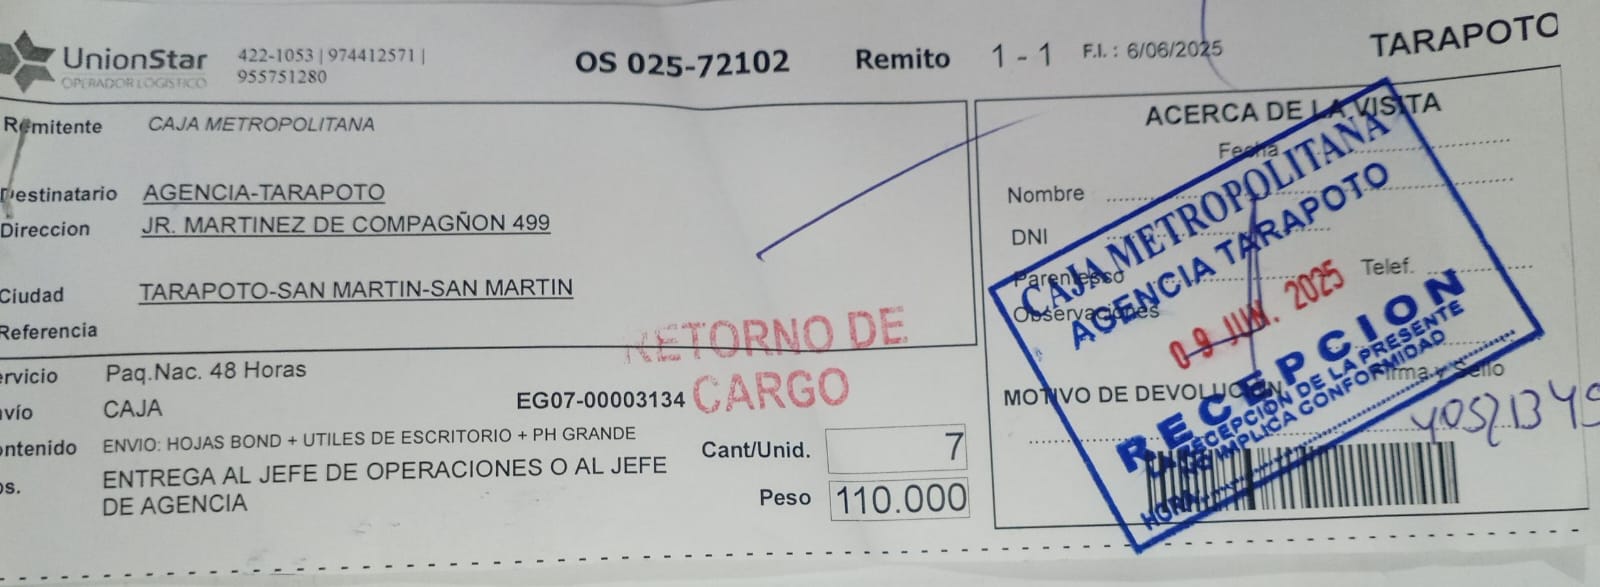 UnionStar
OPERADOR LOGISTICO
422-1053 | 974412571 |
955751280
OS 025-72102
Remito 1 - 1
F.I. : 6/06/2025
TARAPOTO
Remitente CAJA METROPOLITANA
Destinatario AGENCIA-TARAPOTO
Direccion JR. MARTINEZ DE COMPAGÑON 499
Ciudad TARAPOTO-SAN MARTIN-SAN MARTIN
Referencia
ervicio Paq.Nac. 48 Horas
nvío CAJA
EG07-00003134
ontenido ENVIO: HOJAS BOND + UTILES DE ESCRITORIO + PH GRANDE
os. ENTREGA AL JEFE DE OPERACIONES O AL JEFE
DE AGENCIA
Cant/Unid. 7
Peso 110.000
RETORNO DE
CARGO
ACERCA DE LA VISITA
Fecha
Nombre
DNI
Parentesco Telef.
Observaciones
MOTIVO DE DEVOLUCION
Firma y Sello
CAJA METROPOLITANA
AGENCIA TARAPOTO
09 JUN. 2025
RECEPCION
LA RECEPCIÓN DE LA PRESENTE
NO IMPLICA CONFORMIDAD
HORA